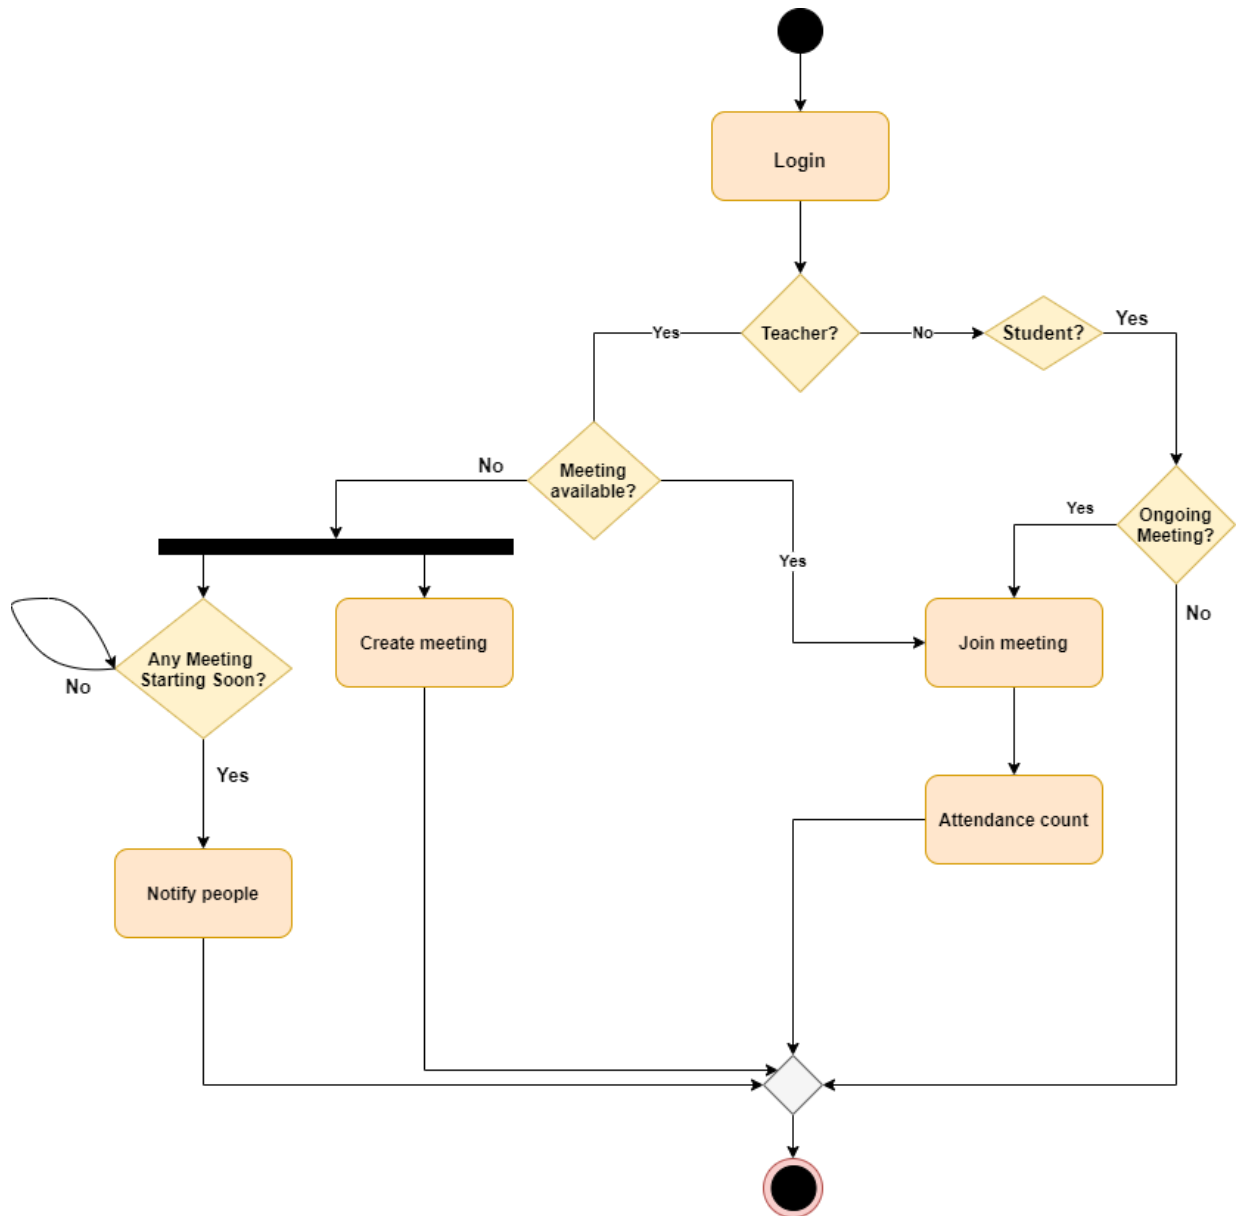 Login
Teacher?
Yes
No
Student?
Yes
Meeting
available?
No
Yes
Ongoing
Meeting?
Yes
No
Any Meeting
Starting Soon?
No
Yes
Create meeting
Join meeting
Attendance count
Notify people